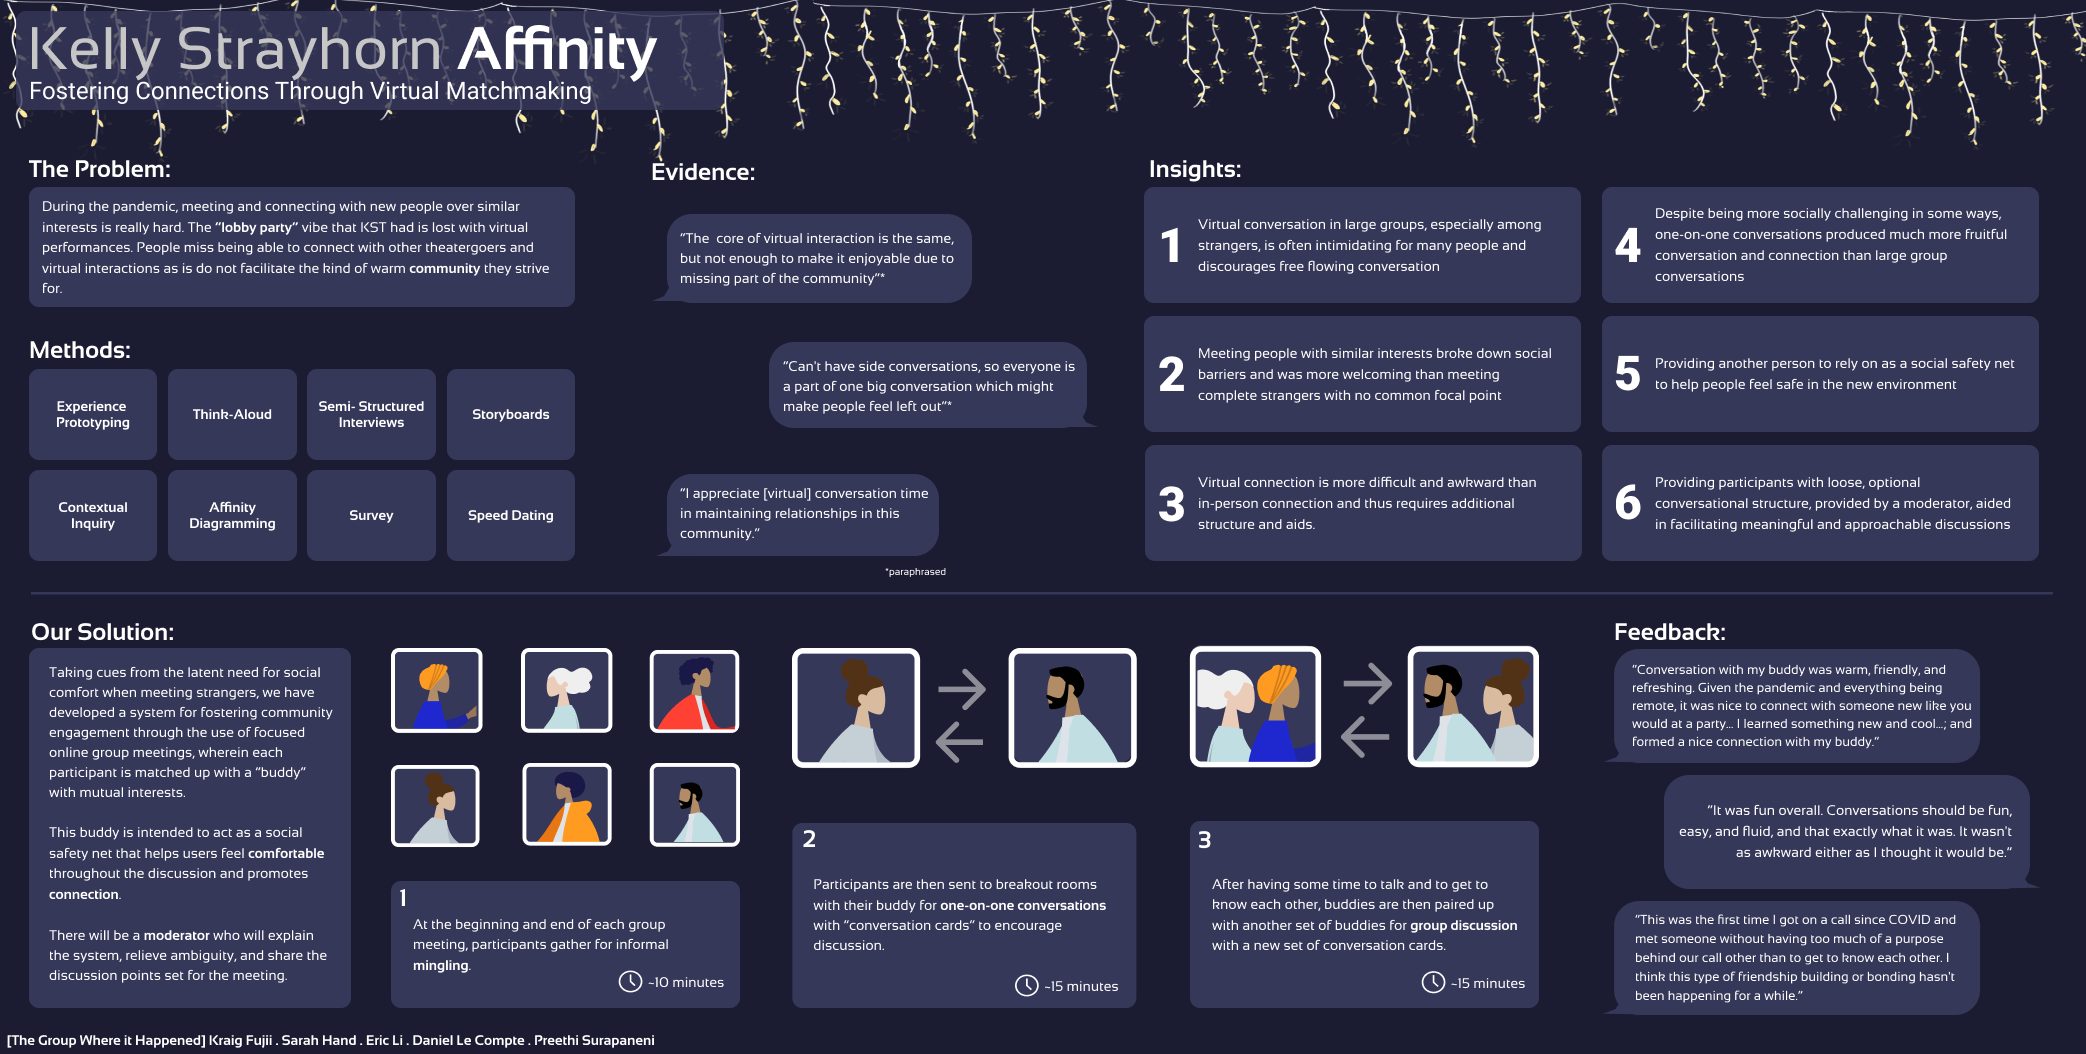 Kelly Strayhorn Affinity
Fostering Connections Through Virtual Matchmaking
The Problem:
During the pandemic, meeting and connecting with new people over similar
interests is really hard. The "lobby party" vibe that KST had is lost with virtual
performances. People miss being able to connect with other theatergoers and
virtual interactions as is do not facilitate the kind of warm community they strive
for.
Methods:
Experience
Prototyping
Think-Aloud
Semi- Structured
Interviews
Storyboards
Contextual
Inquiry
Affinity
Diagramming
Survey
Speed Dating
Evidence:
"The  core of virtual interaction is the same,
but not enough to make it enjoyable due to
missing part of the community"*
"Can't have side conversations, so everyone is
a part of one big conversation which might
make people feel left out"*
"I appreciate [virtual] conversation time
in maintaining relationships in this
community."
*paraphrased
Insights:
1
Virtual conversation in large groups, especially among
strangers, is often intimidating for many people and
discourages free flowing conversation
2
Meeting people with similar interests broke down social
barriers and was more welcoming than meeting
complete strangers with no common focal point
3
Virtual connection is more difficult and awkward than
in-person connection and thus requires additional
structure and aids.
4
Despite being more socially challenging in some ways,
one-on-one conversations produced much more fruitful
conversation and connection than large group
conversations
5
Providing another person to rely on as a social safety net
to help people feel safe in the new environment
6
Providing participants with loose, optional
conversational structure, provided by a moderator, aided
in facilitating meaningful and approachable discussions
Our Solution:
Taking cues from the latent need for social
comfort when meeting strangers, we have
developed a system for fostering community
engagement through the use of focused
online group meetings, wherein each
participant is matched up with a "buddy"
with mutual interests.
This buddy is intended to act as a social
safety net that helps users feel comfortable
throughout the discussion and promotes
connection.
There will be a moderator who will explain
the system, relieve ambiguity, and share the
discussion points set for the meeting.
1
At the beginning and end of each group
meeting, participants gather for informal
mingling.
~10 minutes
2
Participants are then sent to breakout rooms
with their buddy for one-on-one conversations
with "conversation cards" to encourage
discussion.
~15 minutes
3
After having some time to talk and to get to
know each other, buddies are then paired up
with another set of buddies for group discussion
with a new set of conversation cards.
~15 minutes
Feedback:
"Conversation with my buddy was warm, friendly, and
refreshing. Given the pandemic and everything being
remote, it was nice to connect with someone new like you
would at a party... I learned something new and cool...; and
formed a nice connection with my buddy."
"It was fun overall. Conversations should be fun,
easy, and fluid, and that exactly what it was. It wasn't
as awkward either as I thought it would be."
"This was the first time I got on a call since COVID and
met someone without having too much of a purpose
behind our call other than to get to know each other. I
think this type of friendship building or bonding hasn't
been happening for a while."
[The Group Where it Happened] Kraig Fujii . Sarah Hand . Eric Li . Daniel Le Compte . Preethi Surapaneni